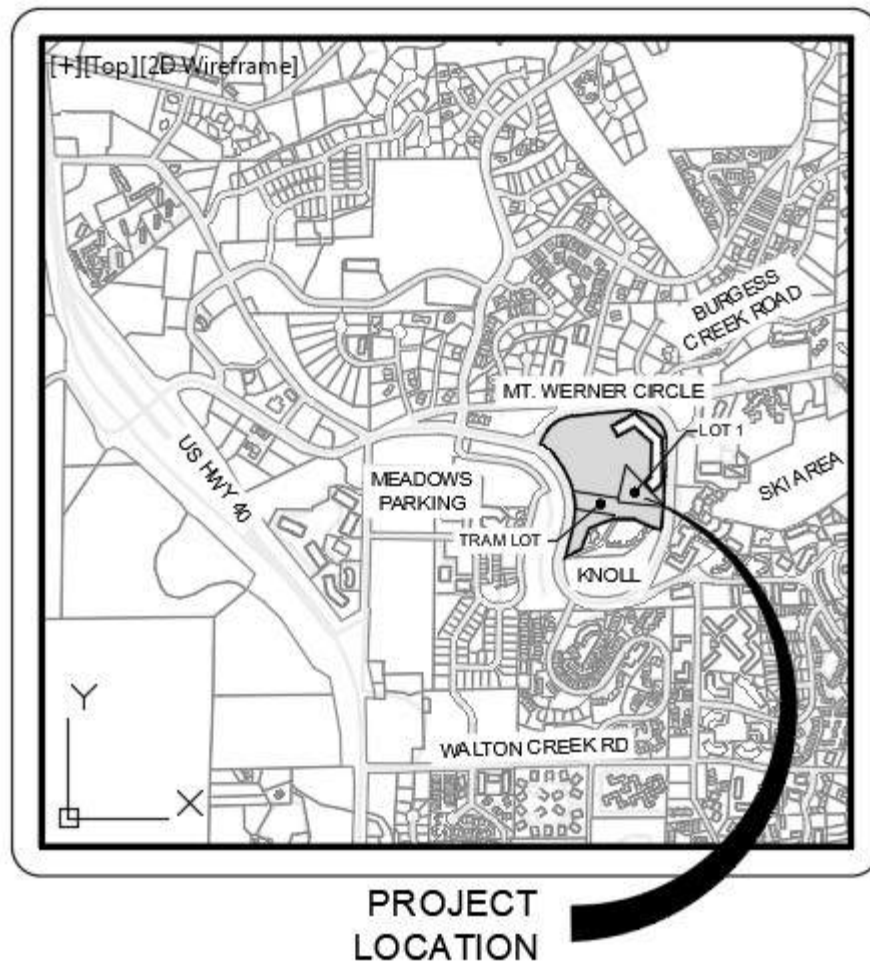 [+][Top][2D Wireframe]
BURGESS
CREEK ROAD
MT. WERNER CIRCLE
LOT 1
US HWY 40
MEADOWS
PARKING
SKI AREA
TRAM LOT
KNOLL
Y
WALTON CREEK RD
X
PROJECT
LOCATION